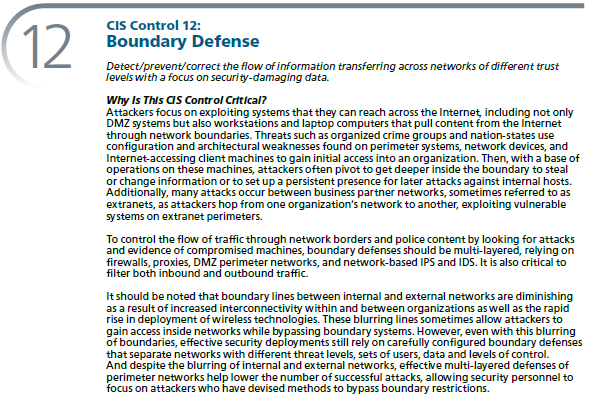 12
CIS Control 12:
Boundary Defense
Detect/prevent/correct the flow of information transferring across networks of different trust
levels with a focus on security-damaging data.
Why Is This CIS Control Critical?
Attackers focus on exploiting systems that they can reach across the Internet, including not only
DMZ systems but also workstations and laptop computers that pull content from the Internet
through network boundaries. Threats such as organized crime groups and nation-states use
configuration and architectural weaknesses found on perimeter systems, network devices, and
Internet-accessing client machines to gain initial access into an organization. Then, with a base of
operations on these machines, attackers often pivot to get deeper inside the boundary to steal
or change information or to set up a persistent presence for later attacks against internal hosts.
Additionally, many attacks occur between business partner networks, sometimes referred to as
extranets, as attackers hop from one organization's network to another, exploiting vulnerable
systems on extranet perimeters.
To control the flow of traffic through network borders and police content by looking for attacks
and evidence of compromised machines, boundary defenses should be multi-layered, relying on
firewalls, proxies, DMZ perimeter networks, and network-based IPS and IDS. It is also critical to
filter both inbound and outbound traffic.
It should be noted that boundary lines between internal and external networks are diminishing
as a result of increased interconnectivity within and between organizations as well as the rapid
rise in deployment of wireless technologies. These blurring lines sometimes allow attackers to
gain access inside networks while bypassing boundary systems. However, even with this blurring
of boundaries, effective security deployments still rely on carefully configured boundary defenses
that separate networks with different threat levels, sets of users, data and levels of control.
And despite the blurring of internal and external networks, effective multi-layered defenses of
perimeter networks help lower the number of successful attacks, allowing security personnel to
focus on attackers who have devised methods to bypass boundary restrictions.